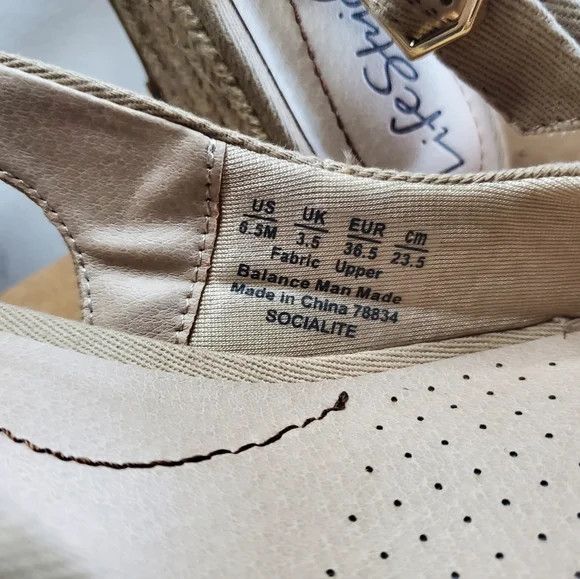 LifeStride
US UK EUR cm
6.5M 3.5 36.5 23.5
Fabric Upper
Balance Man Made
Made in China 78834
SOCIALITE